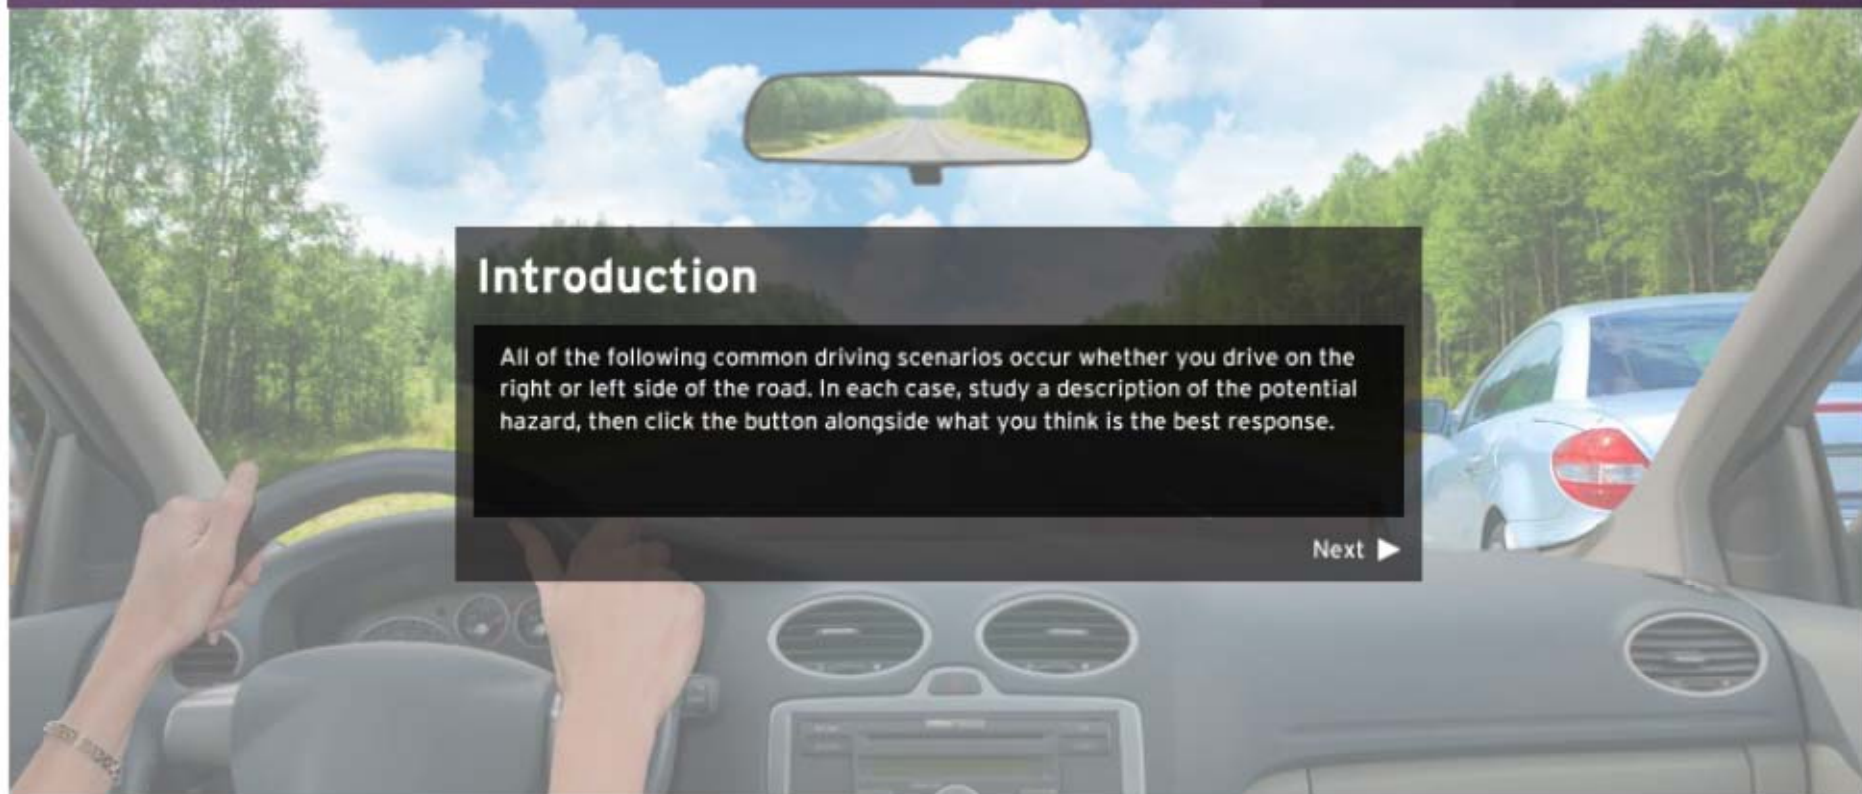 Introduction
All of the following common driving scenarios occur whether you drive on the
right or left side of the road. In each case, study a description of the potential
hazard, then click the button alongside what you think is the best response.
Next